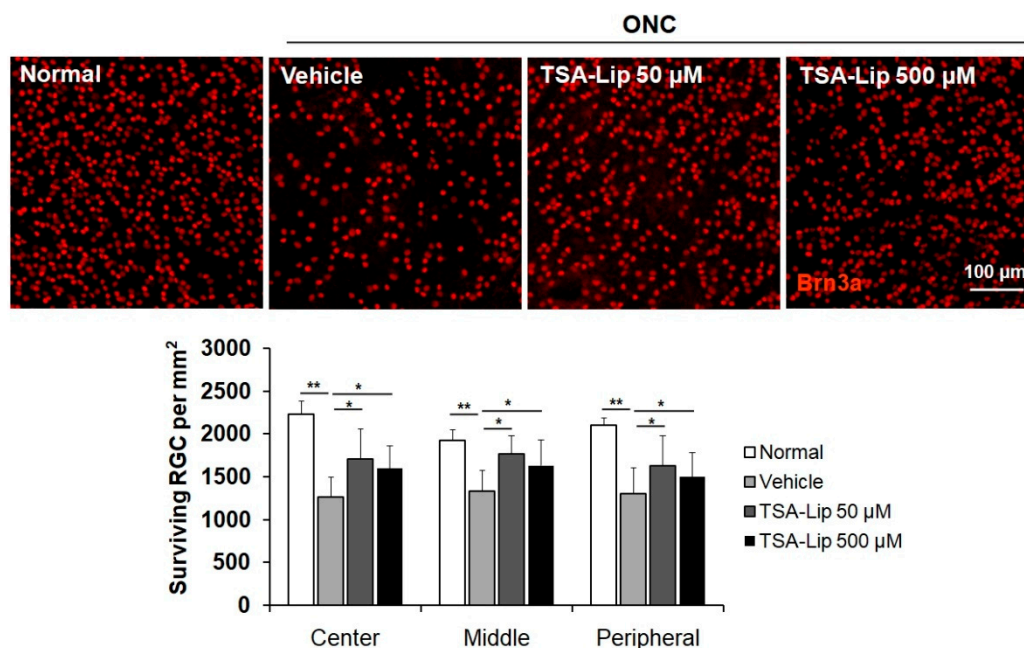 ONC
Normal
Vehicle
TSA-Lip 50 µM
TSA-Lip 500 µM
Brn3a
100 µm
Surviving RGC per mm²
3000
2500
2000
1500
1000
500
0
** * *
** * *
** * *
Center
Middle
Peripheral
Normal
Vehicle
TSA-Lip 50 µM
TSA-Lip 500 µM